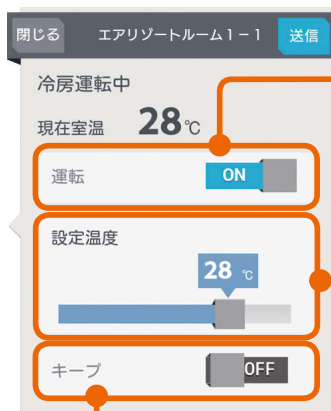 閉じる エアリゾートルーム1－1 送信
冷房運転中
現在室温 28℃
運転 ON
設定温度
28 ℃
キープ OFF